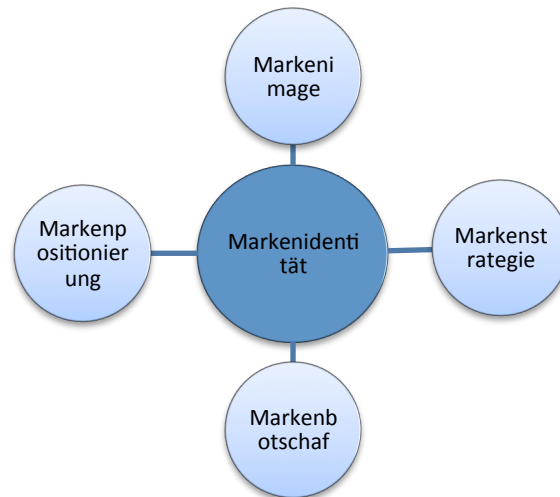 Markeni
mage
Markenp
ositionier
ung
Markenidenti
tät
Markenst
rategie
Markenb
otschaf